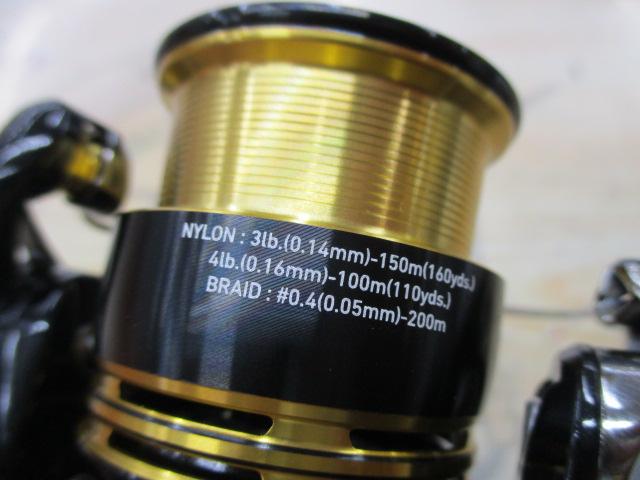 NYLON : 3lb.(0.14mm)-150m(160yds.)
4lb.(0.16mm)-100m(110yds.)
BRAID : #0.4(0.05mm)-200m